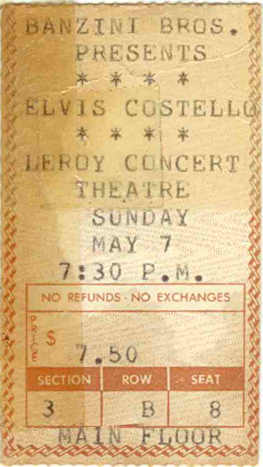 BANZINI BROS.
PRESENTS
* * * *
ELVIS COSTELLO
* * * *
LEROY CONCERT
THEATRE
SUNDAY
MAY 7
7:30 P.M.
NO REFUNDS - NO EXCHANGES
PRICE $ 7.50
SECTION ROW SEAT
3 B 8
MAIN FLOOR